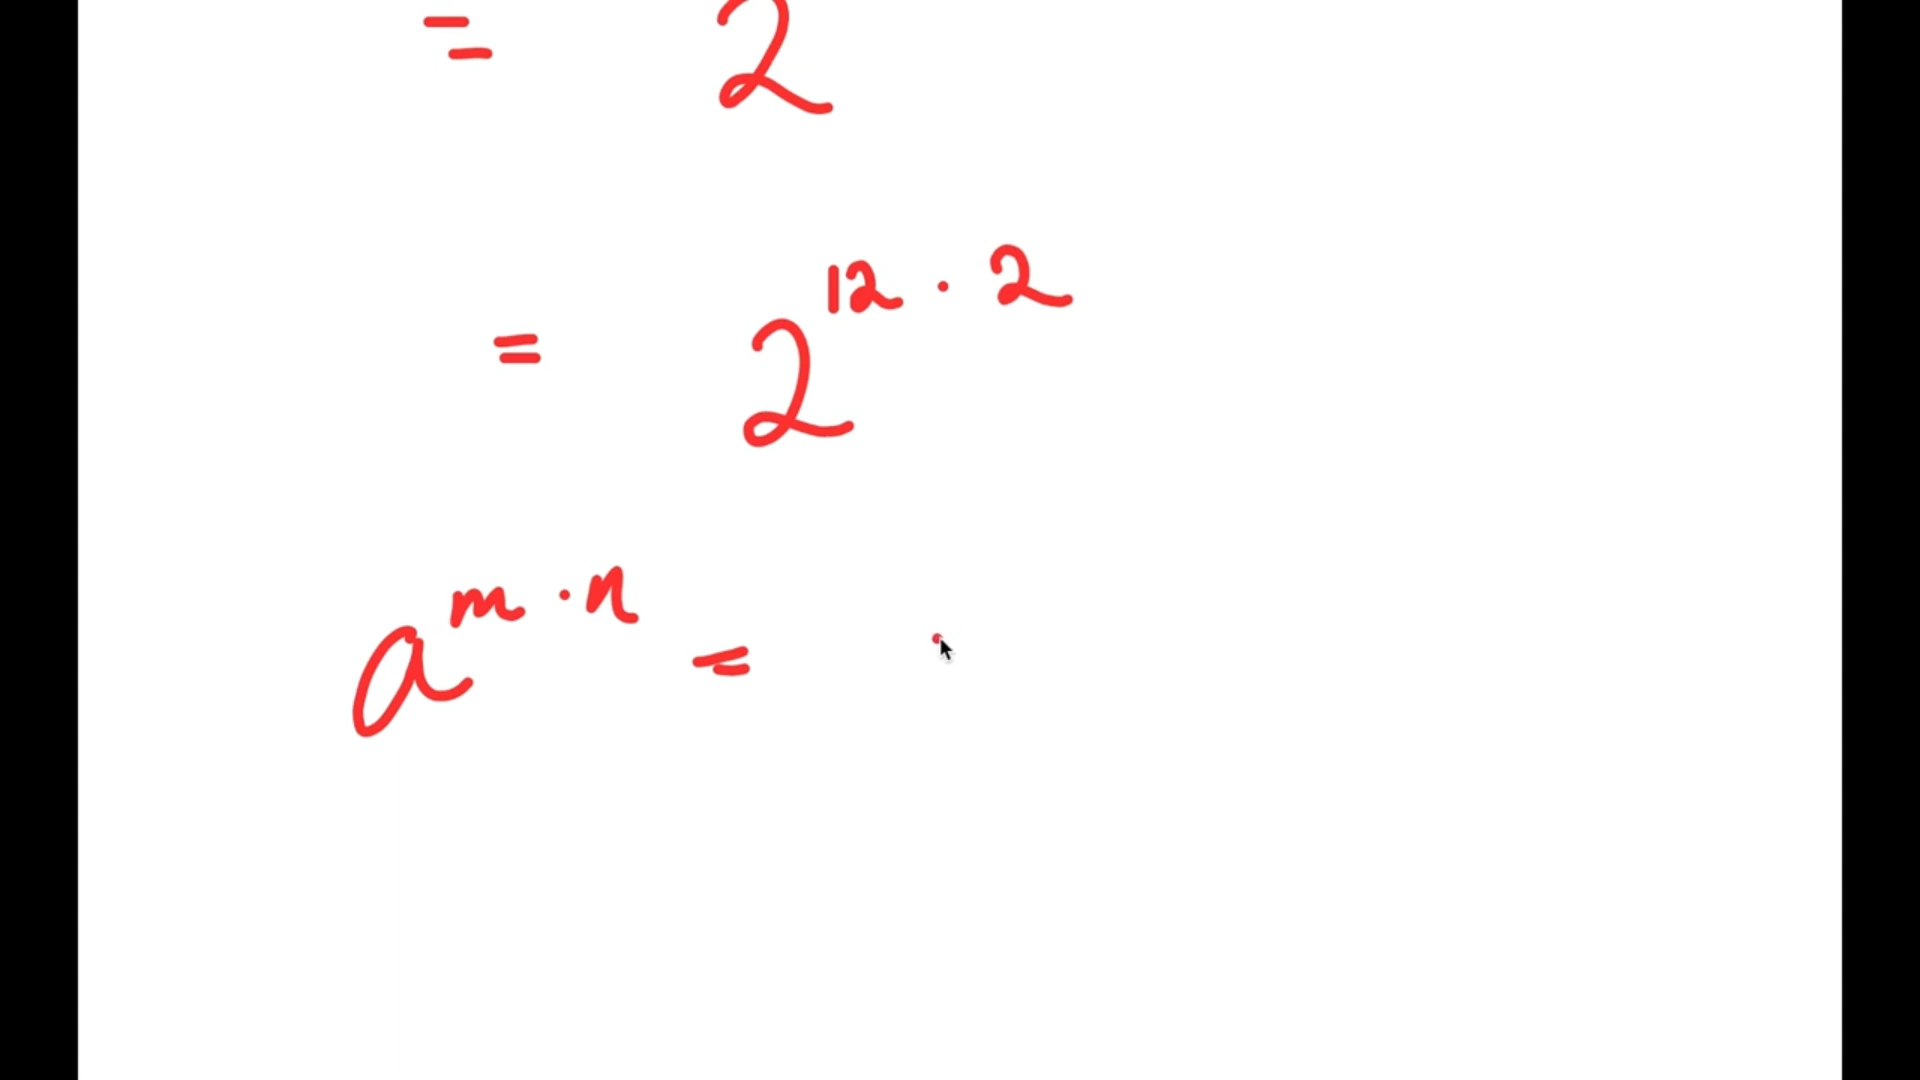 = 2
= 2^{12 · 2}
a^{m · n} =